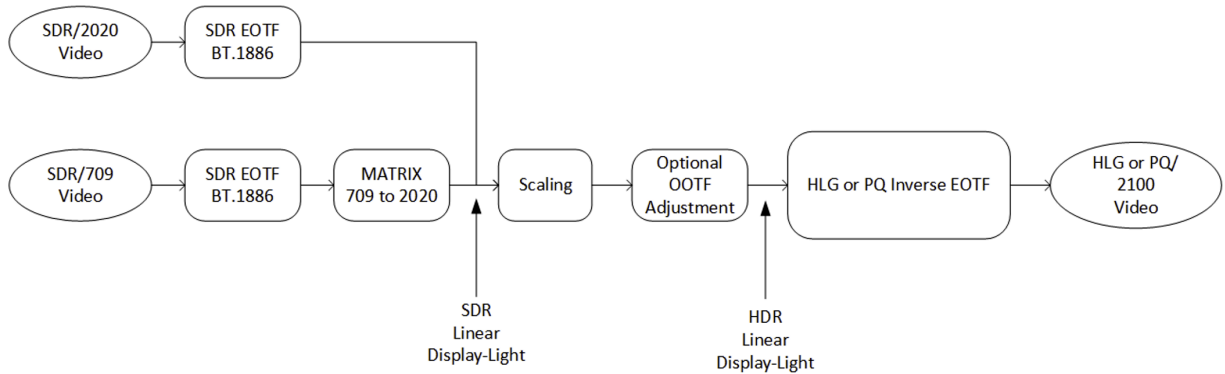 SDR/2020
Video
SDR EOTF
BT.1886
SDR/709
Video
SDR EOTF
BT.1886
MATRIX
709 to 2020
Scaling
Optional
OOTF
Adjustment
HLG or PQ Inverse EOTF
HLG or PQ/
2100
Video
SDR
Linear
Display-Light
HDR
Linear
Display-Light